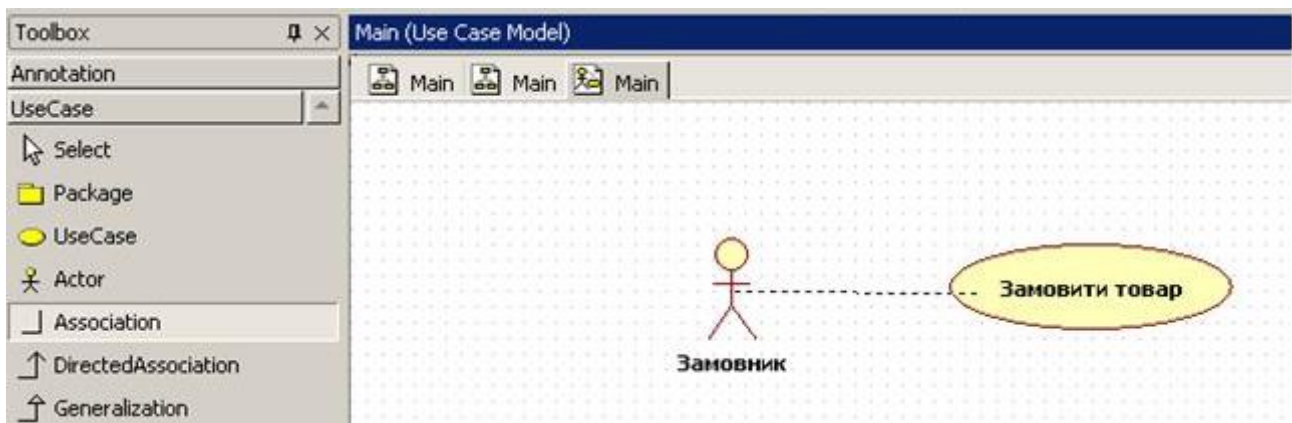 Toolbox
Main (Use Case Model)
Annotation
Main Main Main
UseCase
Select
Package
UseCase
Actor
Association
DirectedAssociation
Generalization
Замовити товар
Замовник